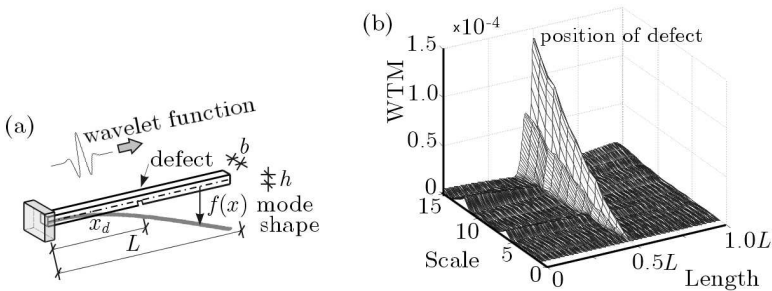 (a)
wavelet function
defect
b
h
f(x) mode
shape
x_d
L
(b)
×10⁻⁴
position of defect
WTM
1.5
1.0
0.5
0
15
10
5
0
Scale
0
0.5L
1.0L
Length